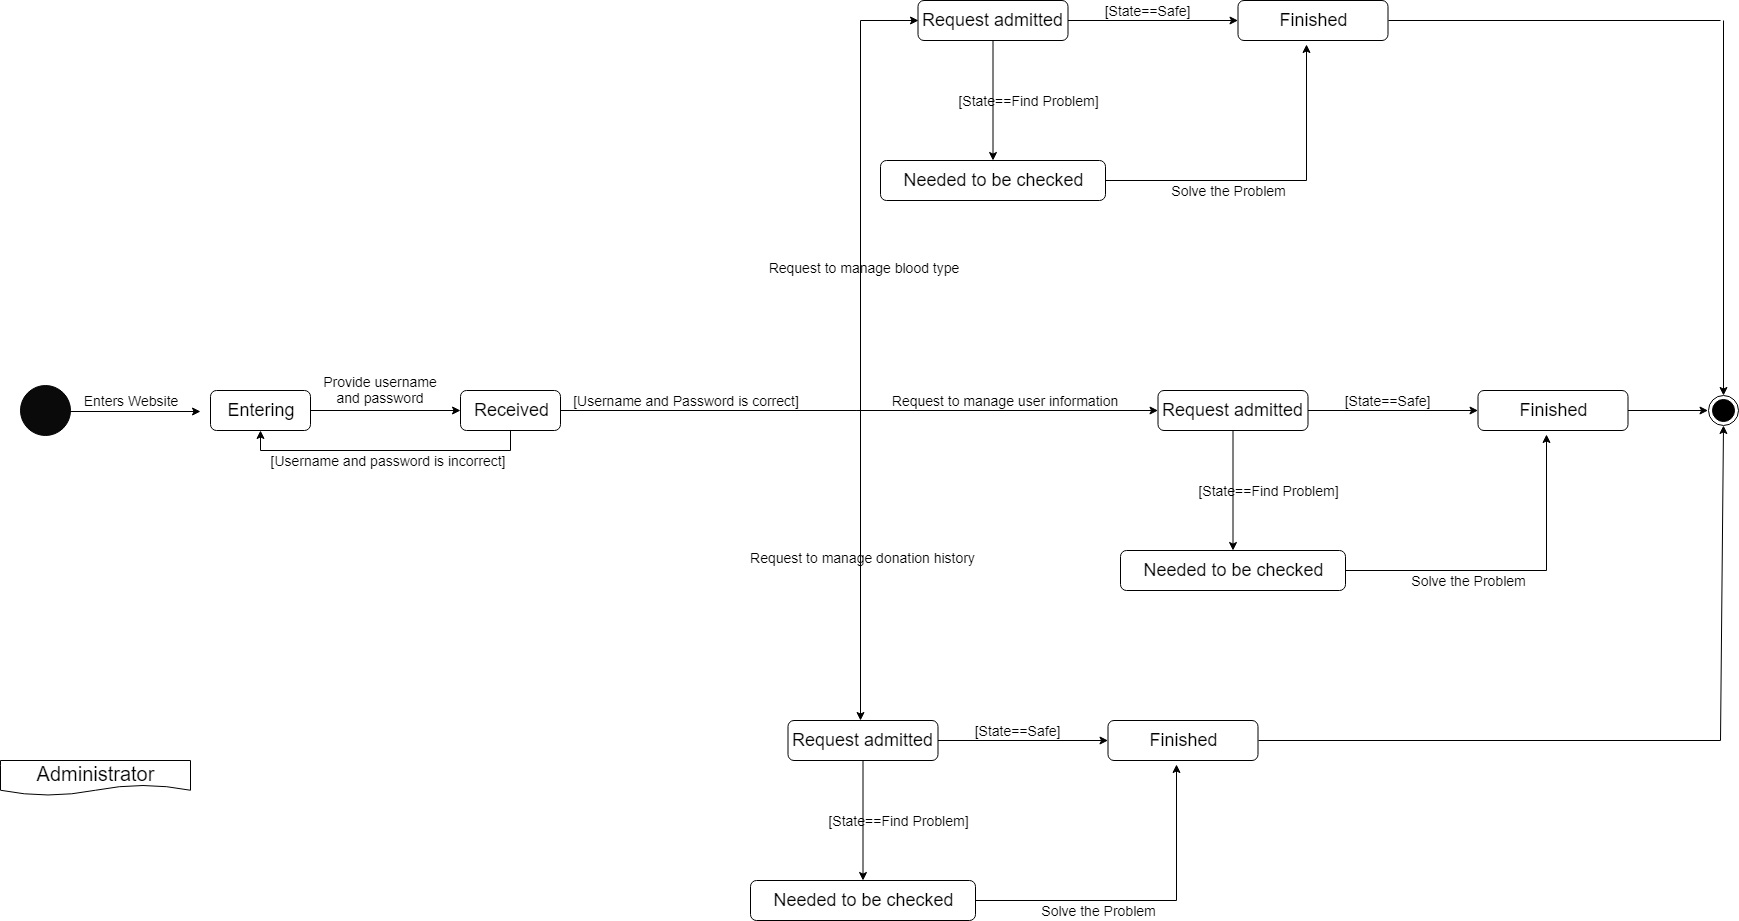 Request admitted
[State==Safe]
Finished
[State==Find Problem]
Needed to be checked
Solve the Problem
Request to manage blood type
Enters Website
Entering
Provide username
and password
Received
[Username and Password is correct]
Request to manage user information
Request admitted
[State==Safe]
Finished
[Username and password is incorrect]
[State==Find Problem]
Request to manage donation history
Needed to be checked
Solve the Problem
Request admitted
[State==Safe]
Finished
Administrator
[State==Find Problem]
Needed to be checked
Solve the Problem